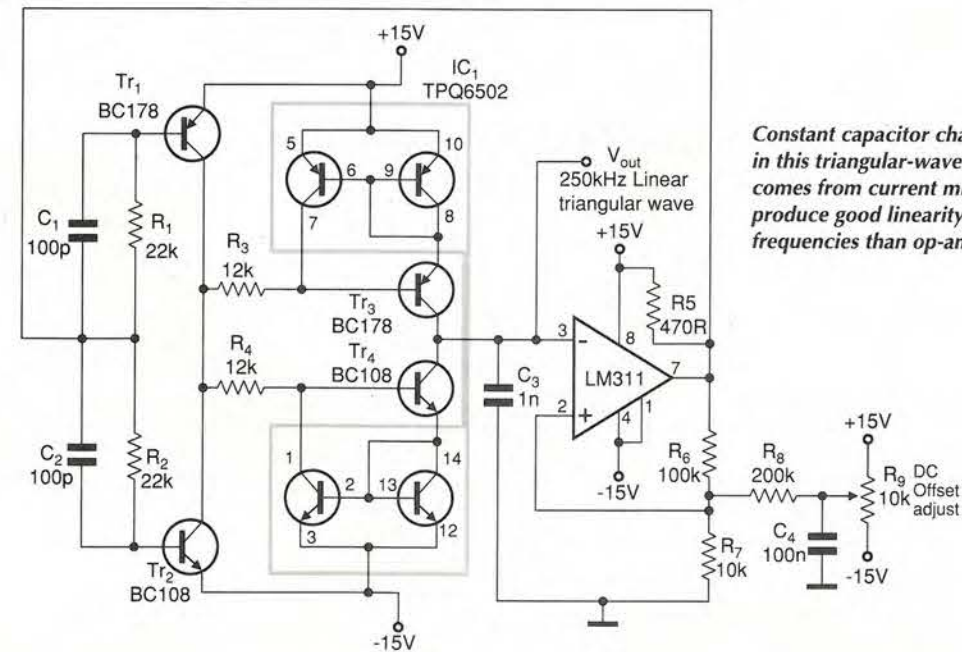 +15V
IC1
TPQ6502
Tr1
BC178
5
10
6
9
7
8
C1
100p
R1
22k
R3
12k
Tr3
BC178
Vout
250kHz Linear
triangular wave
+15V
R5
470R
Constant capacitor cha
in this triangular-wave
comes from current m
produce good linearity
frequencies than op-an
R4
12k
Tr4
BC108
C3
1n
3
-
8
LM311
7
2
+
4
1
-15V
C2
100p
R2
22k
1
14
2
13
3
12
Tr2
BC108
-15V
R6
100k
R8
200k
+15V
R9
10k
DC
Offset
adjust
C4
100n
R7
10k
-15V